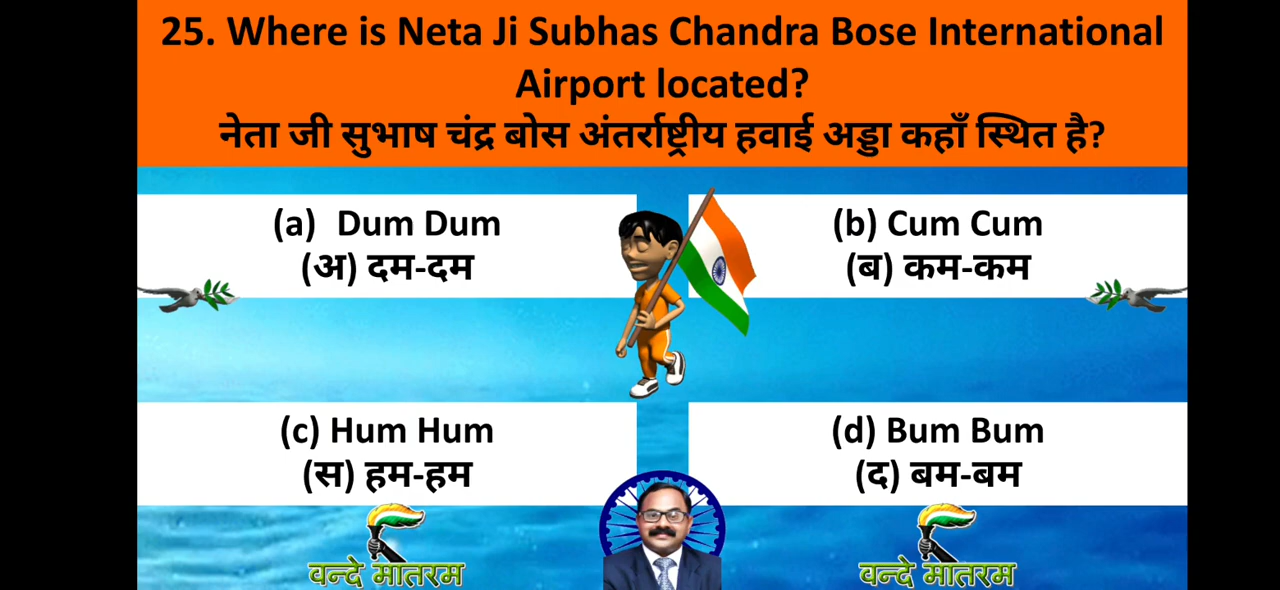 25. Where is Neta Ji Subhas Chandra Bose International
Airport located?
नेता जी सुभाष चंद्र बोस अंतर्राष्ट्रीय हवाई अड्डा कहाँ स्थित है?
(a) Dum Dum
(अ) दम-दम
(b) Cum Cum
(ब) कम-कम
(c) Hum Hum
(स) हम-हम
(d) Bum Bum
(द) बम-बम
वन्दे मातरम
वन्दे मातरम